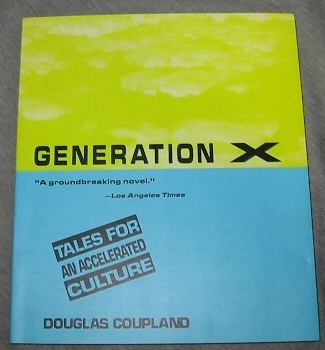 GENERATION X
"A groundbreaking novel."
—Los Angeles Times
TALES FOR
AN ACCELERATED
CULTURE
DOUGLAS COUPLAND